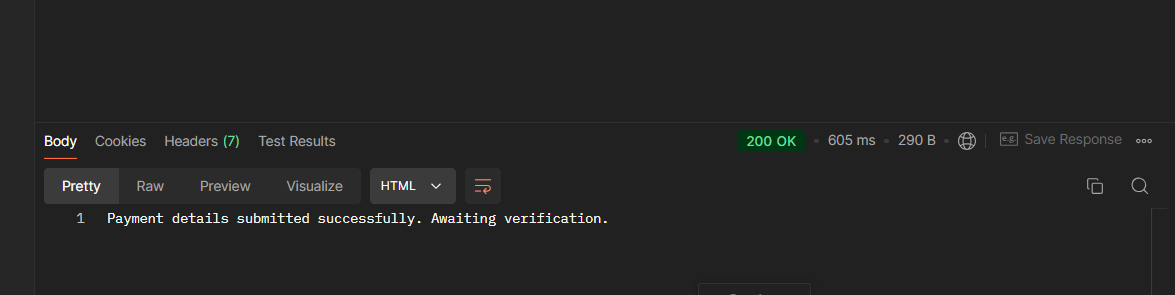 Body Cookies Headers (7) Test Results 200 OK 605 ms 290 B e.g. Save Response
Pretty Raw Preview Visualize HTML
1 Payment details submitted successfully. Awaiting verification.